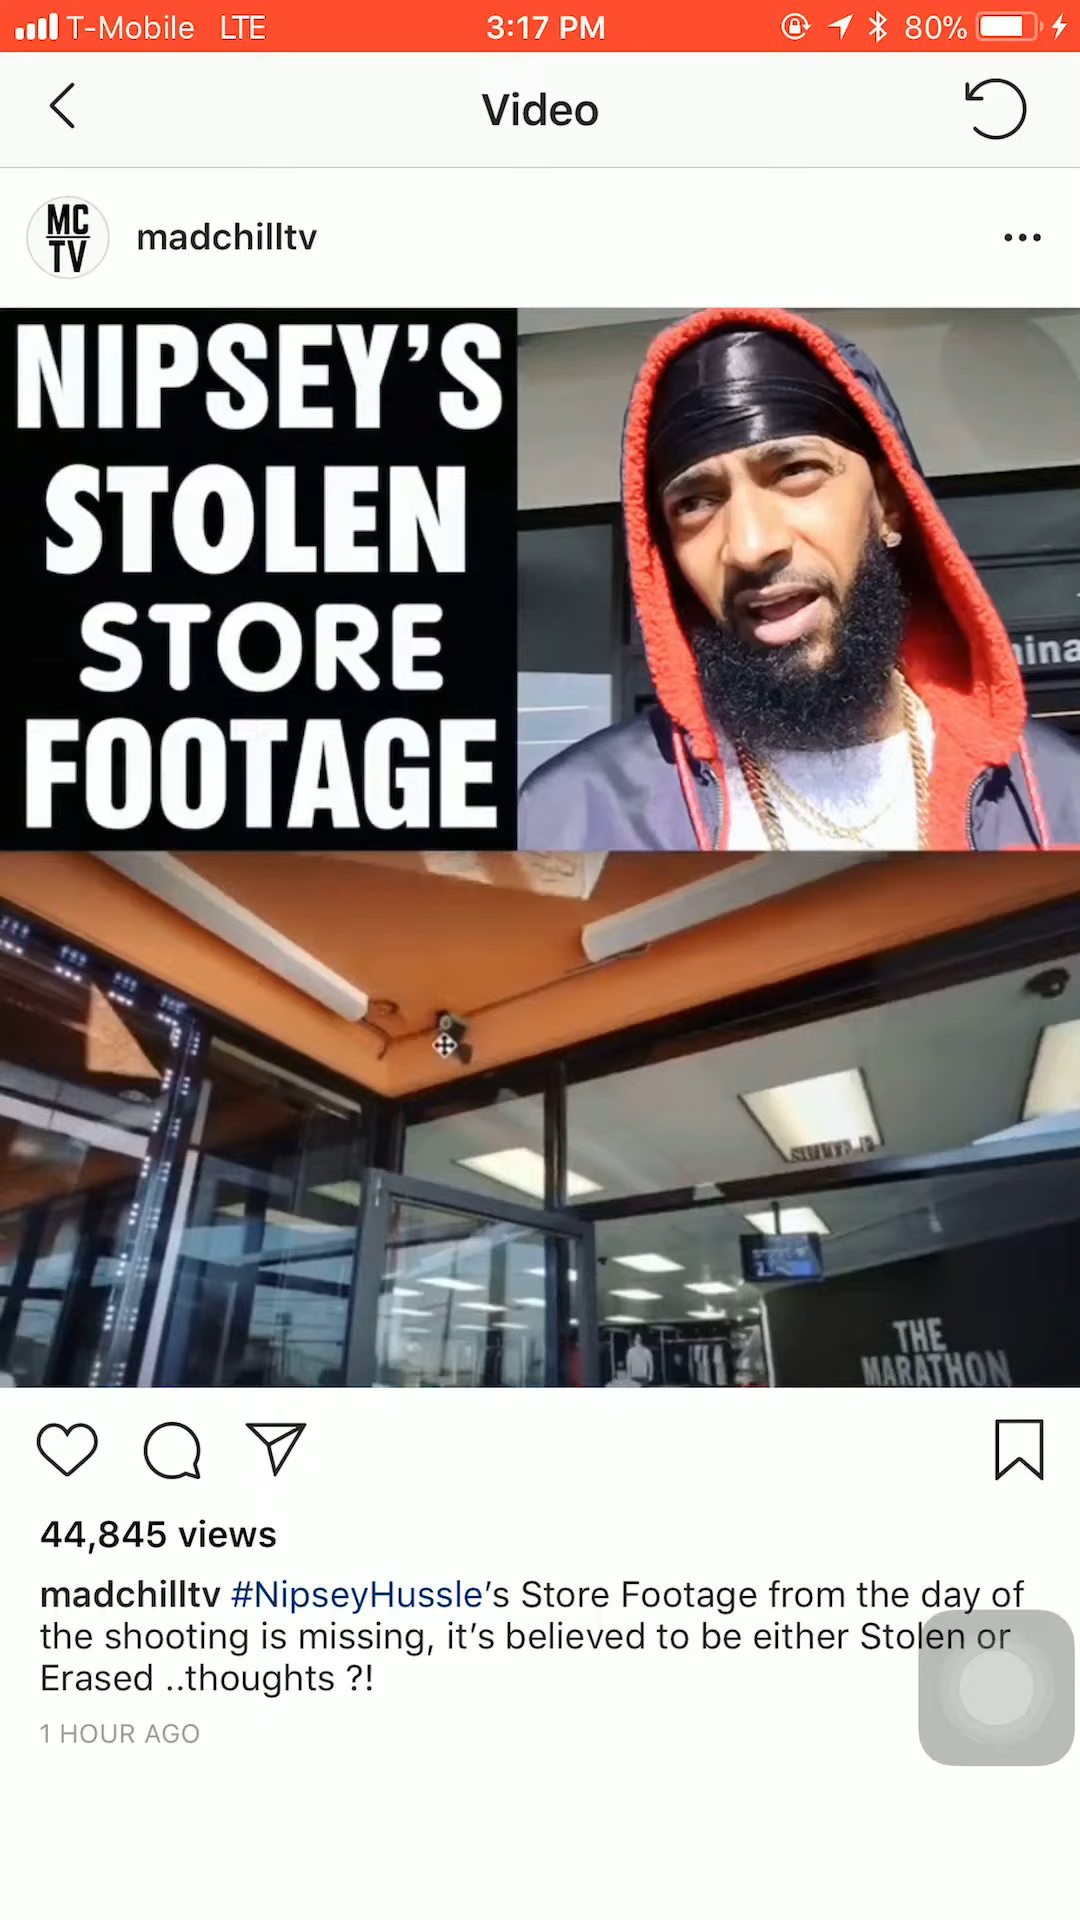 T-Mobile LTE 3:17 PM 80%
Video
MC
TV
madchilltv
NIPSEY'S
STOLEN
STORE
FOOTAGE
THE
MARATHON
44,845 views
madchilltv #NipseyHussle's Store Footage from the day of
the shooting is missing, it's believed to be either Stolen or
Erased ..thoughts ?!
1 HOUR AGO